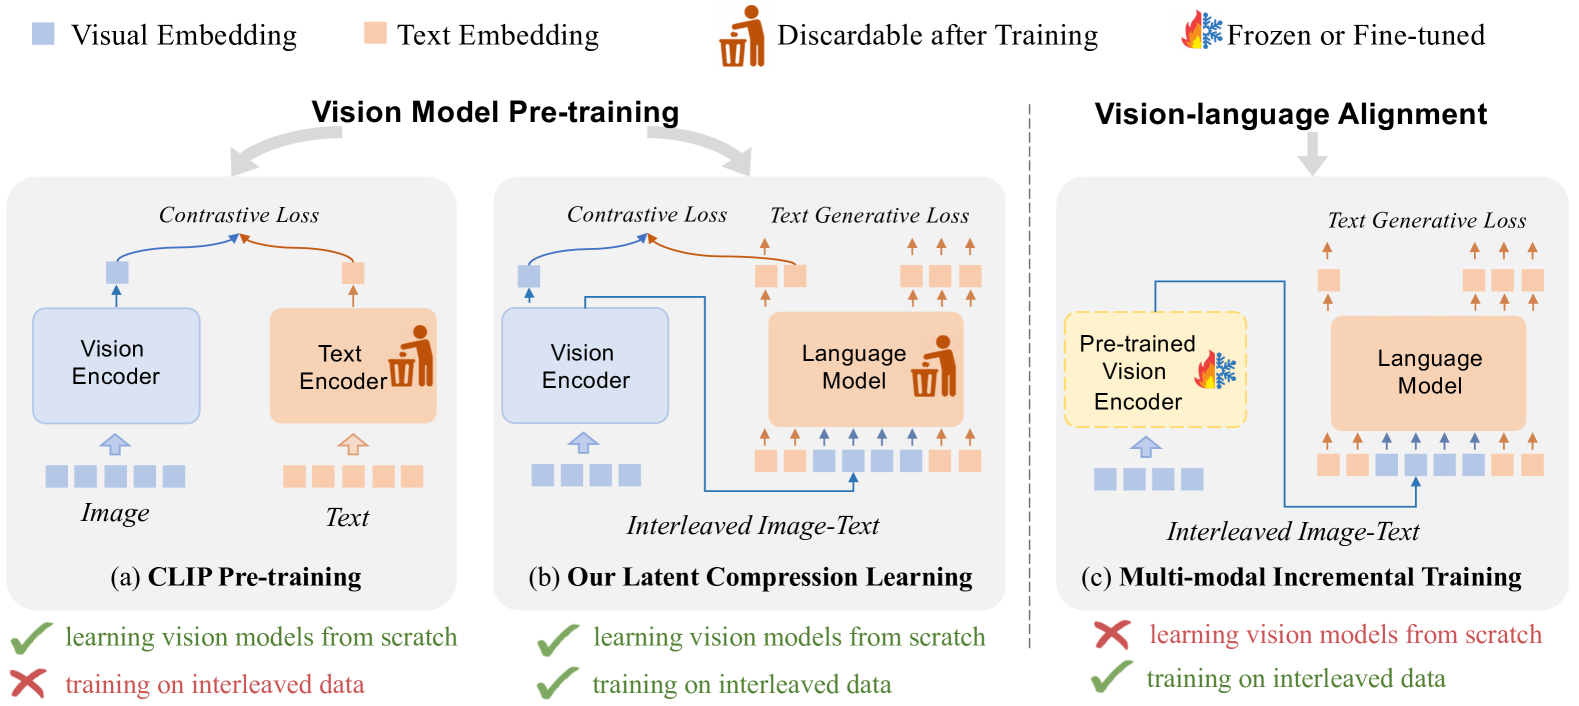 Visual Embedding
Text Embedding
Discardable after Training
Frozen or Fine-tuned
Vision Model Pre-training
Vision-language Alignment
Contrastive Loss
Vision
Encoder
Text
Encoder
Image
Text
(a) CLIP Pre-training
learning vision models from scratch
training on interleaved data
Contrastive Loss
Text Generative Loss
Vision
Encoder
Language
Model
Interleaved Image-Text
(b) Our Latent Compression Learning
learning vision models from scratch
training on interleaved data
Text Generative Loss
Pre-trained
Vision
Encoder
Language
Model
Interleaved Image-Text
(c) Multi-modal Incremental Training
learning vision models from scratch
training on interleaved data